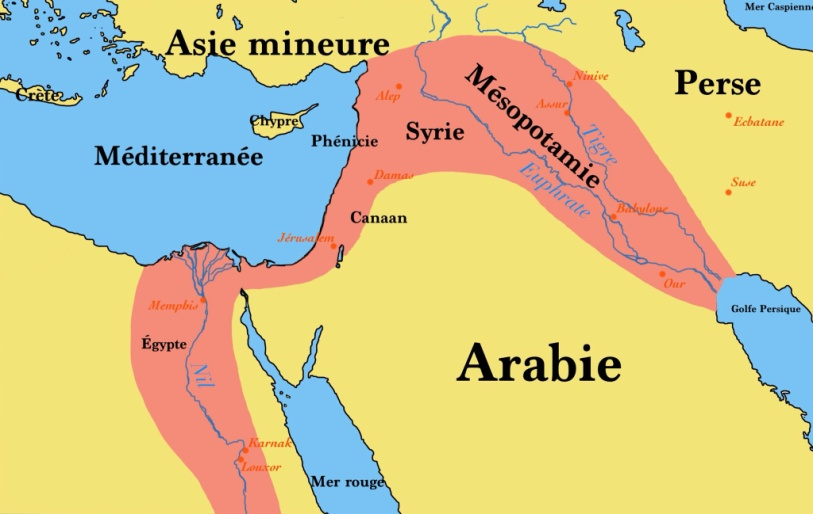 Mer Caspienne
Asie mineure
Ninive
Perse
Crète
Alep
Mésopotamie
Assur
Chypre
Ecbatane
Phénicie
Syrie
Tigre
Méditerranée
Damas
Euphrate
Suse
Canaan
Babylone
Jérusalem
Our
Memphis
Golfe Persique
Égypte
Arabie
Nil
Karnak
Louxor
Mer rouge